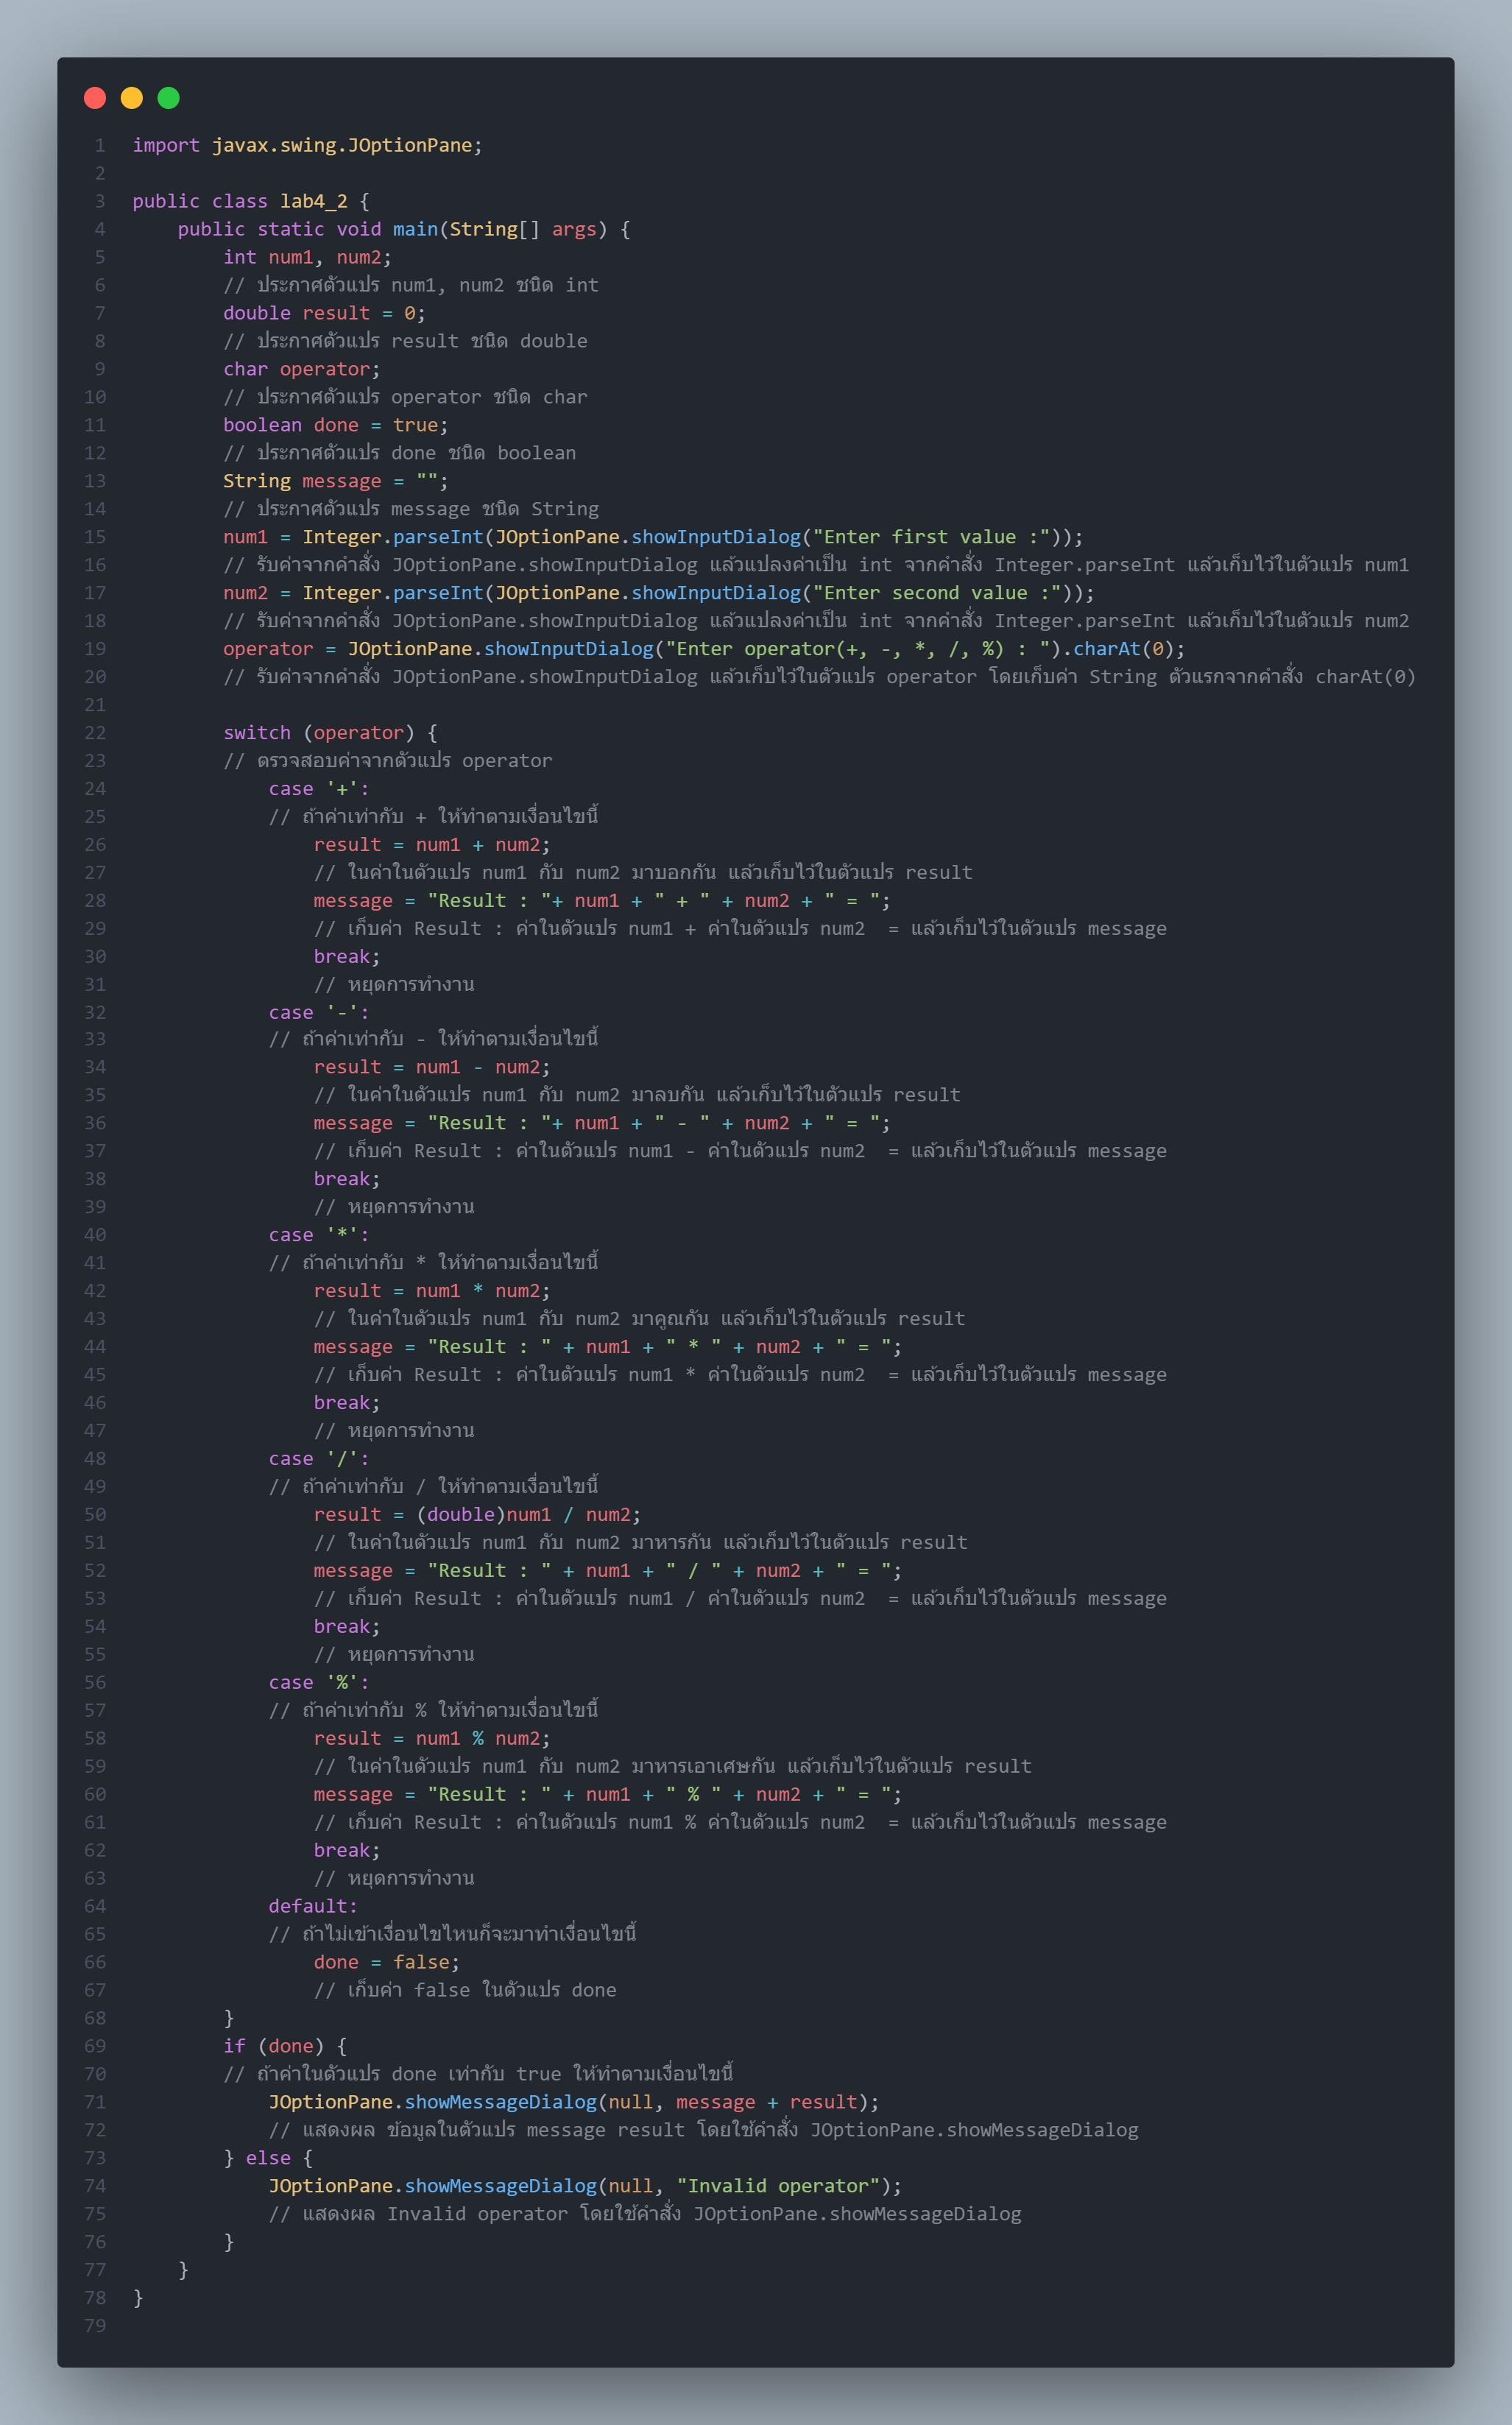 1 import javax.swing.JOptionPane;
2
3 public class lab4_2 {
4     public static void main(String[] args) {
5         int num1, num2;
6         // ประกาศตัวแปร num1, num2 ชนิด int
7         double result = 0;
8         // ประกาศตัวแปร result ชนิด double
9         char operator;
10         // ประกาศตัวแปร operator ชนิด char
11         boolean done = true;
12         // ประกาศตัวแปร done ชนิด boolean
13         String message = "";
14         // ประกาศตัวแปร message ชนิด String
15         num1 = Integer.parseInt(JOptionPane.showInputDialog("Enter first value :"));
16         // รับค่าจากคำสั่ง JOptionPane.showInputDialog แล้วแปลงค่าเป็น int จากคำสั่ง Integer.parseInt แล้วเก็บไว้ในตัวแปร num1
17         num2 = Integer.parseInt(JOptionPane.showInputDialog("Enter second value :"));
18         // รับค่าจากคำสั่ง JOptionPane.showInputDialog แล้วแปลงค่าเป็น int จากคำสั่ง Integer.parseInt แล้วเก็บไว้ในตัวแปร num2
19         operator = JOptionPane.showInputDialog("Enter operator(+, -, *, /, %) : ").charAt(0);
20         // รับค่าจากคำสั่ง JOptionPane.showInputDialog แล้วเก็บไว้ในตัวแปร operator โดยเก็บค่า String ตัวแรกจากคำสั่ง charAt(0)
21
22         switch (operator) {
23         // ตรวจสอบค่าจากตัวแปร operator
24             case '+':
25             // ถ้าค่าเท่ากับ + ให้ทำตามเงื่อนไขนี้
26                 result = num1 + num2;
27                 // ในค่าในตัวแปร num1 กับ num2 มาบอกกัน แล้วเก็บไว้ในตัวแปร result
28                 message = "Result : "+ num1 + " + " + num2 + " = ";
29                 // เก็บค่า Result : ค่าในตัวแปร num1 + ค่าในตัวแปร num2  = แล้วเก็บไว้ในตัวแปร message
30                 break;
31                 // หยุดการทำงาน
32             case '-':
33             // ถ้าค่าเท่ากับ - ให้ทำตามเงื่อนไขนี้
34                 result = num1 - num2;
35                 // ในค่าในตัวแปร num1 กับ num2 มาลบกัน แล้วเก็บไว้ในตัวแปร result
36                 message = "Result : "+ num1 + " - " + num2 + " = ";
37                 // เก็บค่า Result : ค่าในตัวแปร num1 - ค่าในตัวแปร num2  = แล้วเก็บไว้ในตัวแปร message
38                 break;
39                 // หยุดการทำงาน
40             case '*':
41             // ถ้าค่าเท่ากับ * ให้ทำตามเงื่อนไขนี้
42                 result = num1 * num2;
43                 // ในค่าในตัวแปร num1 กับ num2 มาคูณกัน แล้วเก็บไว้ในตัวแปร result
44                 message = "Result : " + num1 + " * " + num2 + " = ";
45                 // เก็บค่า Result : ค่าในตัวแปร num1 * ค่าในตัวแปร num2  = แล้วเก็บไว้ในตัวแปร message
46                 break;
47                 // หยุดการทำงาน
48             case '/':
49             // ถ้าค่าเท่ากับ / ให้ทำตามเงื่อนไขนี้
50                 result = (double)num1 / num2;
51                 // ในค่าในตัวแปร num1 กับ num2 มาหารกัน แล้วเก็บไว้ในตัวแปร result
52                 message = "Result : " + num1 + " / " + num2 + " = ";
53                 // เก็บค่า Result : ค่าในตัวแปร num1 / ค่าในตัวแปร num2  = แล้วเก็บไว้ในตัวแปร message
54                 break;
55                 // หยุดการทำงาน
56             case '%':
57             // ถ้าค่าเท่ากับ % ให้ทำตามเงื่อนไขนี้
58                 result = num1 % num2;
59                 // ในค่าในตัวแปร num1 กับ num2 มาหารเอาเศษกัน แล้วเก็บไว้ในตัวแปร result
60                 message = "Result : " + num1 + " % " + num2 + " = ";
61                 // เก็บค่า Result : ค่าในตัวแปร num1 % ค่าในตัวแปร num2  = แล้วเก็บไว้ในตัวแปร message
62                 break;
63                 // หยุดการทำงาน
64             default:
65             // ถ้าไม่เข้าเงื่อนไขไหนก็จะมาทำเงื่อนไขนี้
66                 done = false;
67                 // เก็บค่า false ในตัวแปร done
68         }
69         if (done) {
70         // ถ้าค่าในตัวแปร done เท่ากับ true ให้ทำตามเงื่อนไขนี้
71             JOptionPane.showMessageDialog(null, message + result);
72             // แสดงผล ข้อมูลในตัวแปร message result โดยใช้คำสั่ง JOptionPane.showMessageDialog
73         } else {
74             JOptionPane.showMessageDialog(null, "Invalid operator");
75             // แสดงผล Invalid operator โดยใช้คำสั่ง JOptionPane.showMessageDialog
76         }
77     }
78 }
79